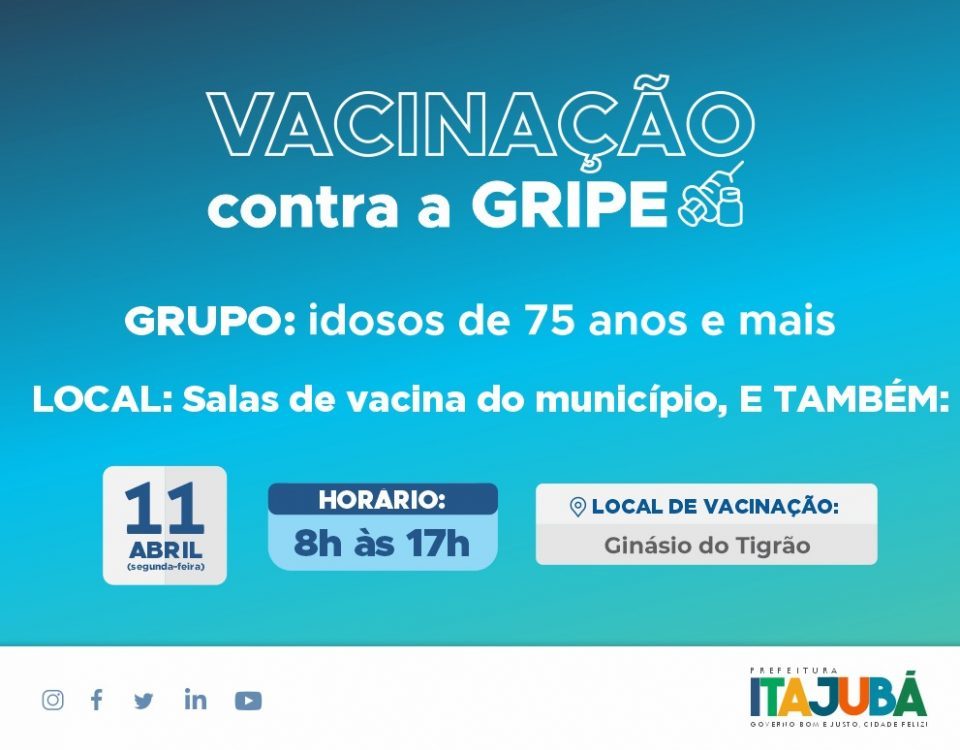 VACINAÇÃO
contra a GRIPE
GRUPO: idosos de 75 anos e mais
LOCAL: Salas de vacina do município, E TAMBÉM:
11
ABRIL
(segunda-feira)
HORÁRIO:
8h às 17h
LOCAL DE VACINAÇÃO:
Ginásio do Tigrão
PREFEITURA
ITAJUBÁ
GOVERNO BOM E JUSTO, CIDADE FELIZ!